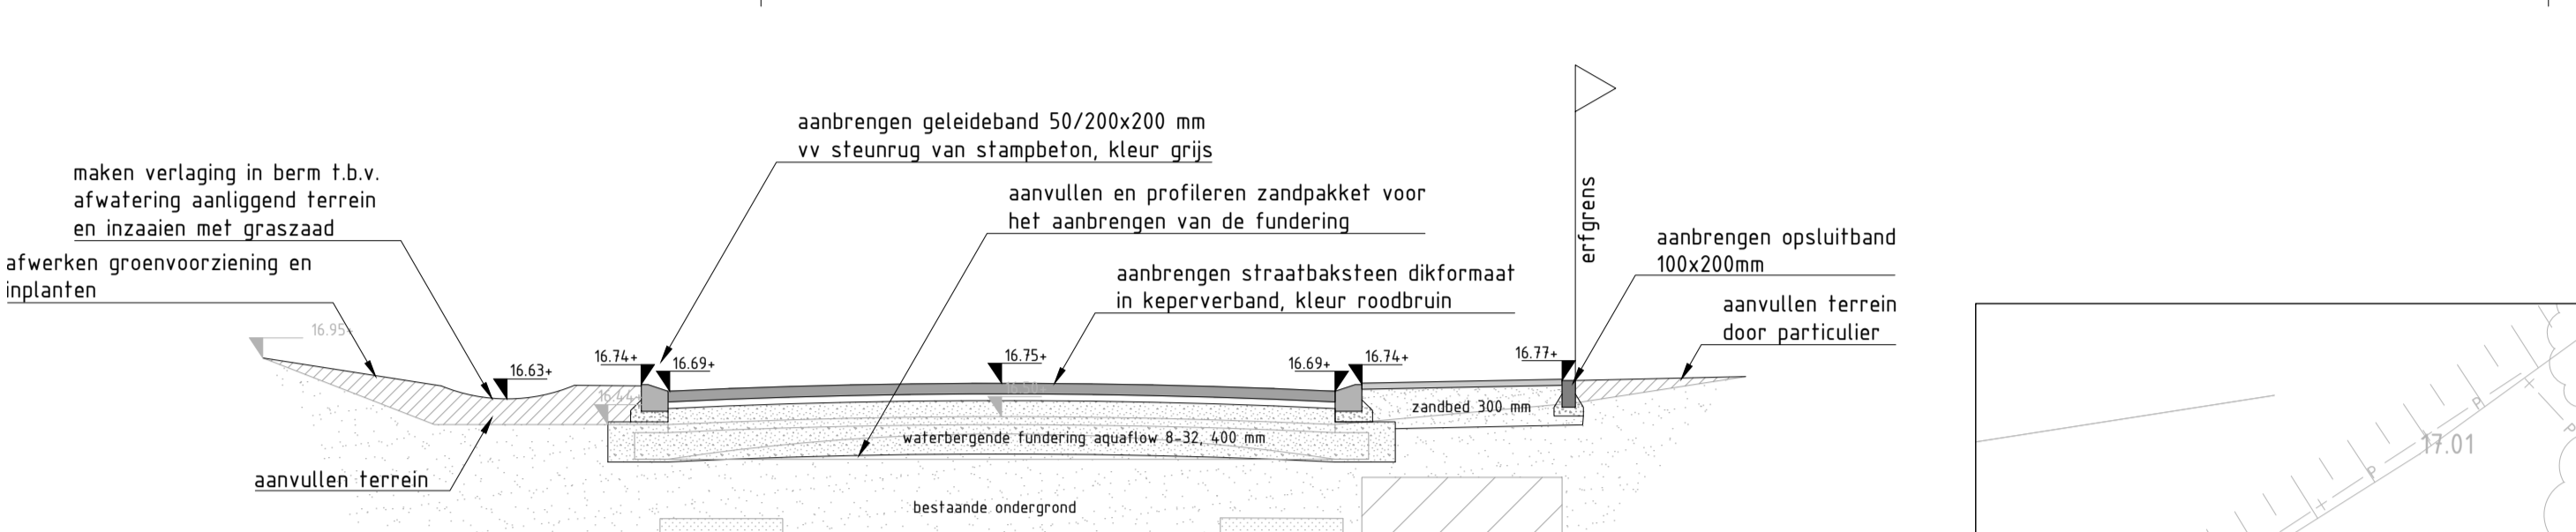 aanbrengen geleideband 50/200x200 mm
vv steunrug van stampbeton, kleur grijs
maken verlaging in berm t.b.v.
afwatering aanliggend terrein
en inzaaien met graszaad
aanvullen en profileren zandpakket voor
het aanbrengen van de fundering
erfgrens
aanbrengen opsluitband
100x200mm
afwerken groenvoorziening en
inplanten
aanbrengen straatbaksteen dikformaat
in keperverband, kleur roodbruin
aanvullen terrein
door particulier
16.95+
16.63+
16.74+
16.69+
16.75+
16.69+
16.74+
16.77+
16.44+
zandbed 300 mm
waterbergende fundering aquaflow 8-32, 400 mm
aanvullen terrein
bestaande ondergrond
P
17.01
P
P